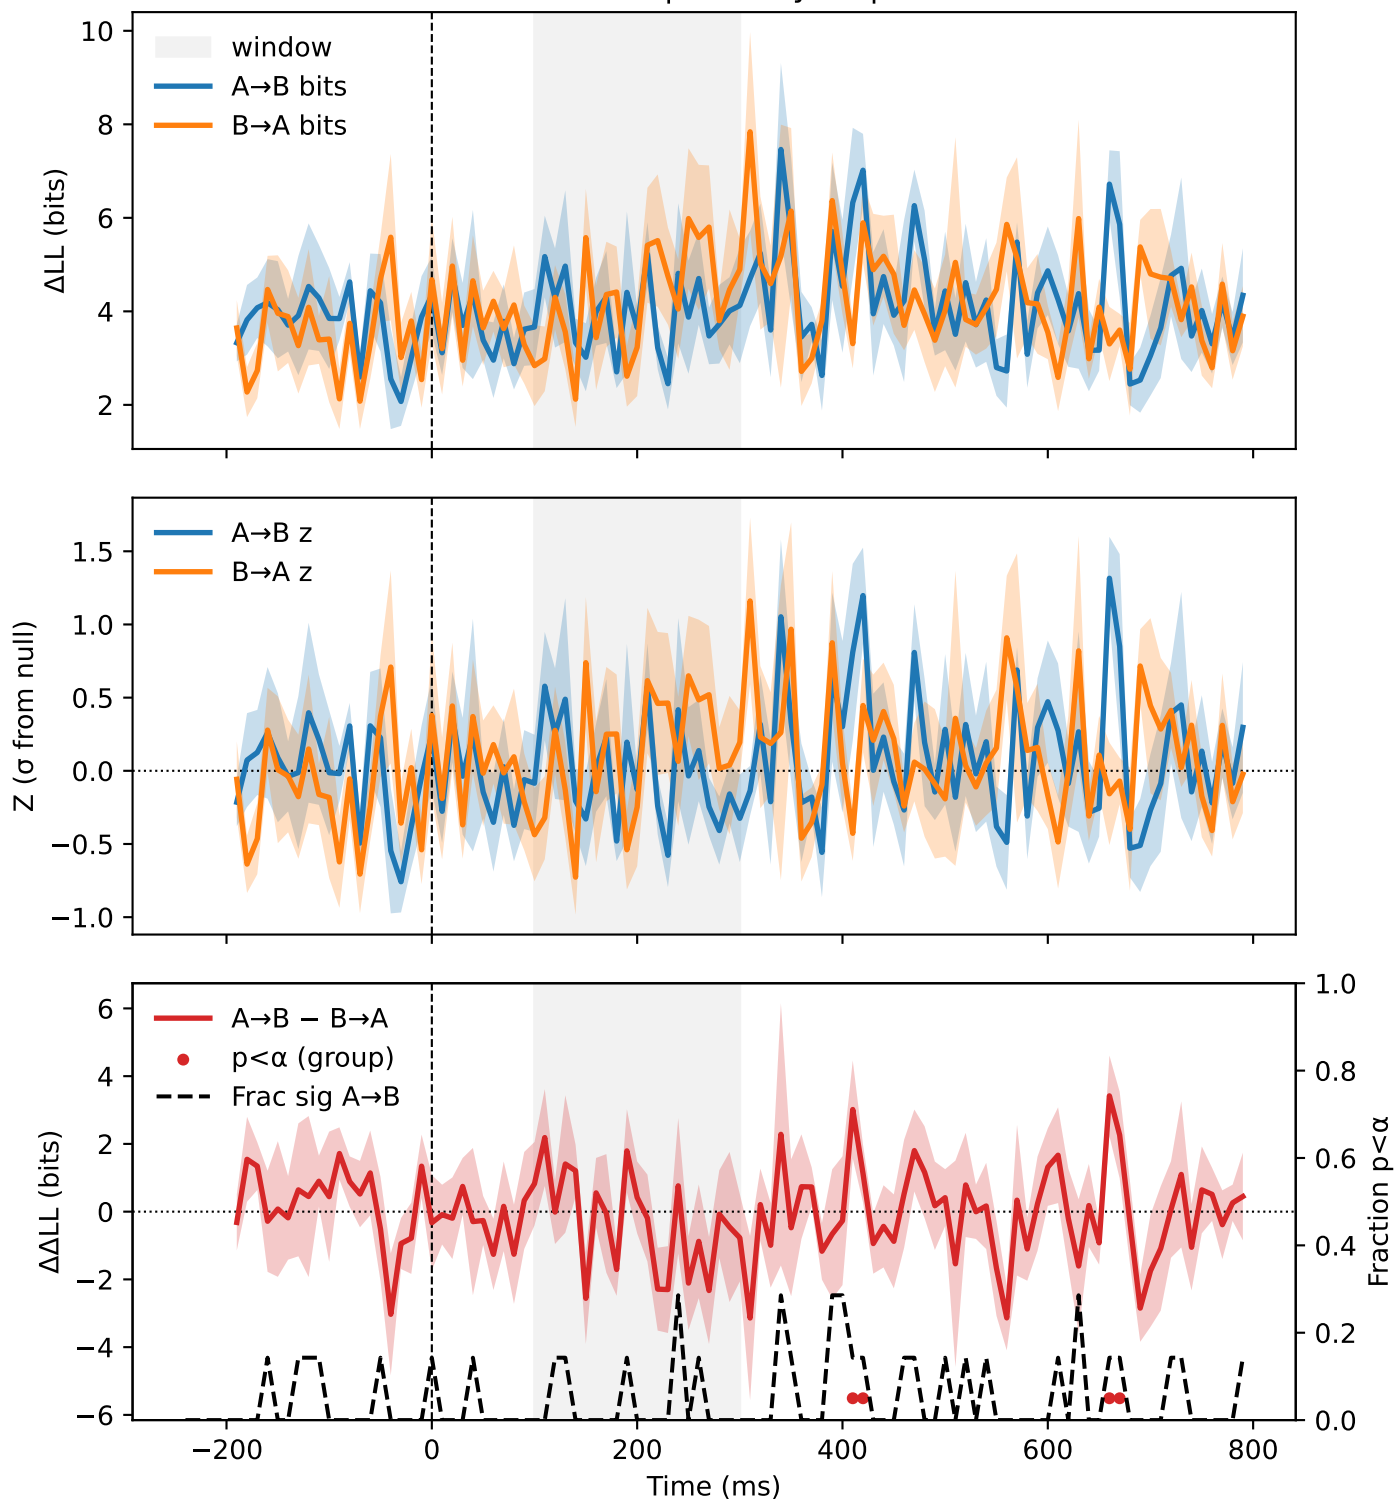 10
8
6
4
2
ΔLL (bits)
window
A→B bits
B→A bits
1.5
1.0
0.5
0.0
−0.5
−1.0
Z (σ from null)
A→B z
B→A z
6
4
2
0
−2
−4
−6
ΔΔLL (bits)
A→B − B→A
p<α (group)
Frac sig A→B
1.0
0.8
0.6
0.4
0.2
0.0
Fraction p<α
−200 0 200 400 600 800
Time (ms)